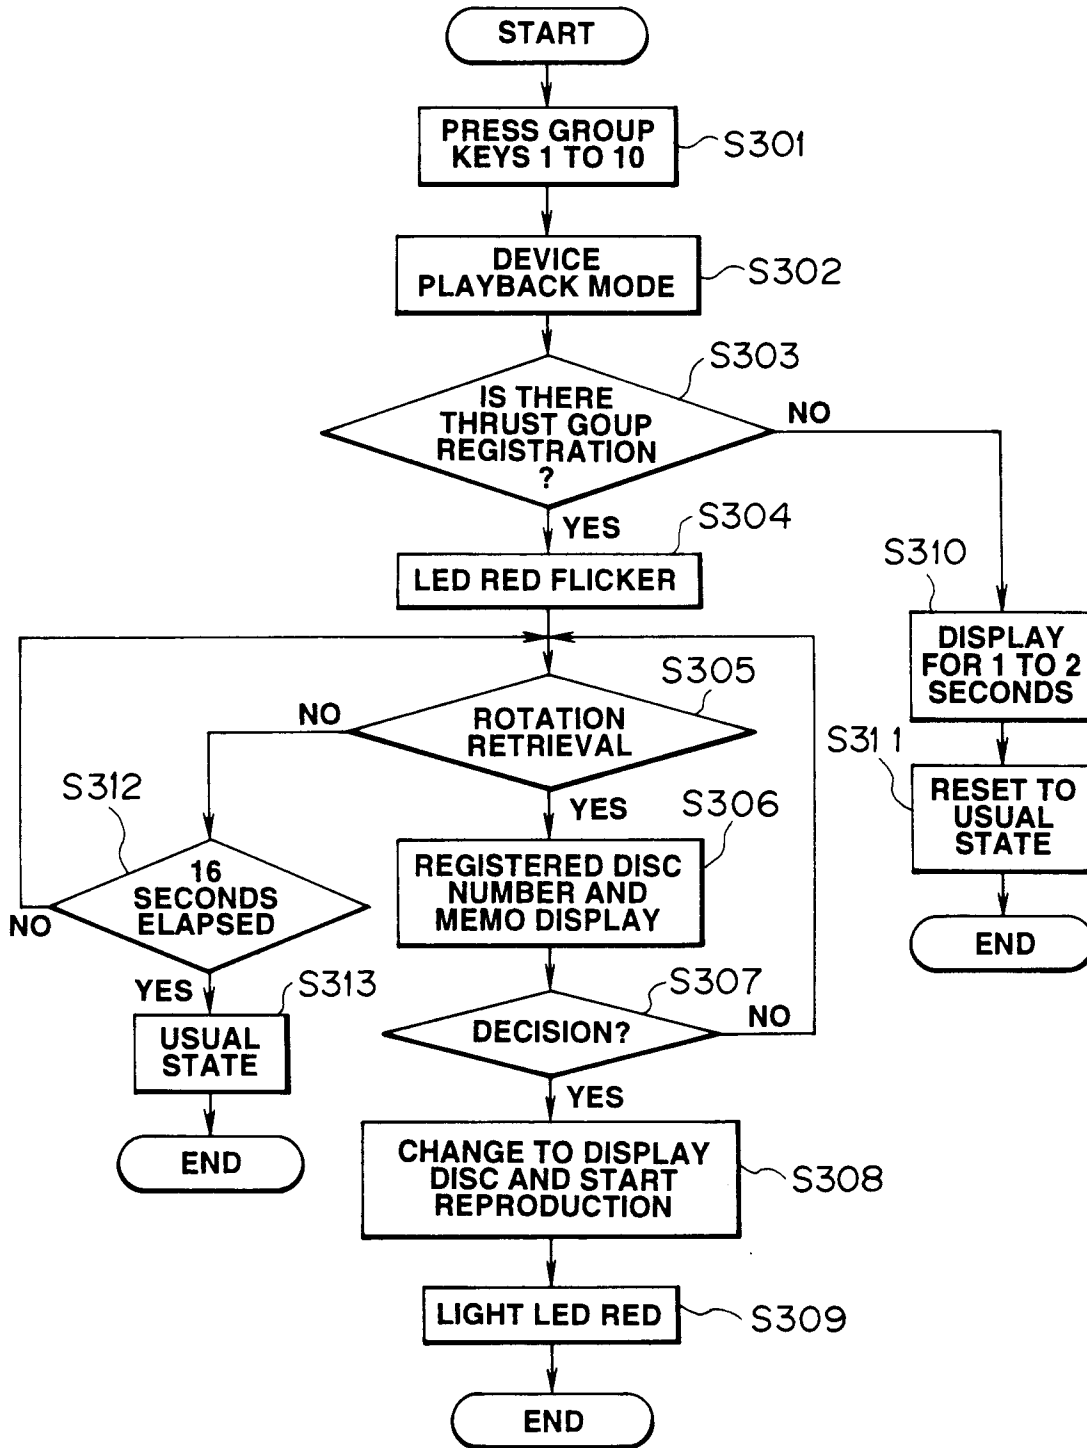 START
PRESS GROUP
KEYS 1 TO 10
S301
DEVICE
PLAYBACK MODE
S302
S303
IS THERE
THRUST GOUP
REGISTRATION
?
NO
YES
S304
LED RED FLICKER
S310
DISPLAY
FOR 1 TO 2
SECONDS
S311
RESET TO
USUAL
STATE
END
S305
ROTATION
RETRIEVAL
NO
YES
S312
16
SECONDS
ELAPSED
NO
YES
S313
USUAL
STATE
END
S306
REGISTERED DISC
NUMBER AND
MEMO DISPLAY
S307
DECISION?
NO
YES
CHANGE TO DISPLAY
DISC AND START
REPRODUCTION
S308
LIGHT LED RED
S309
END